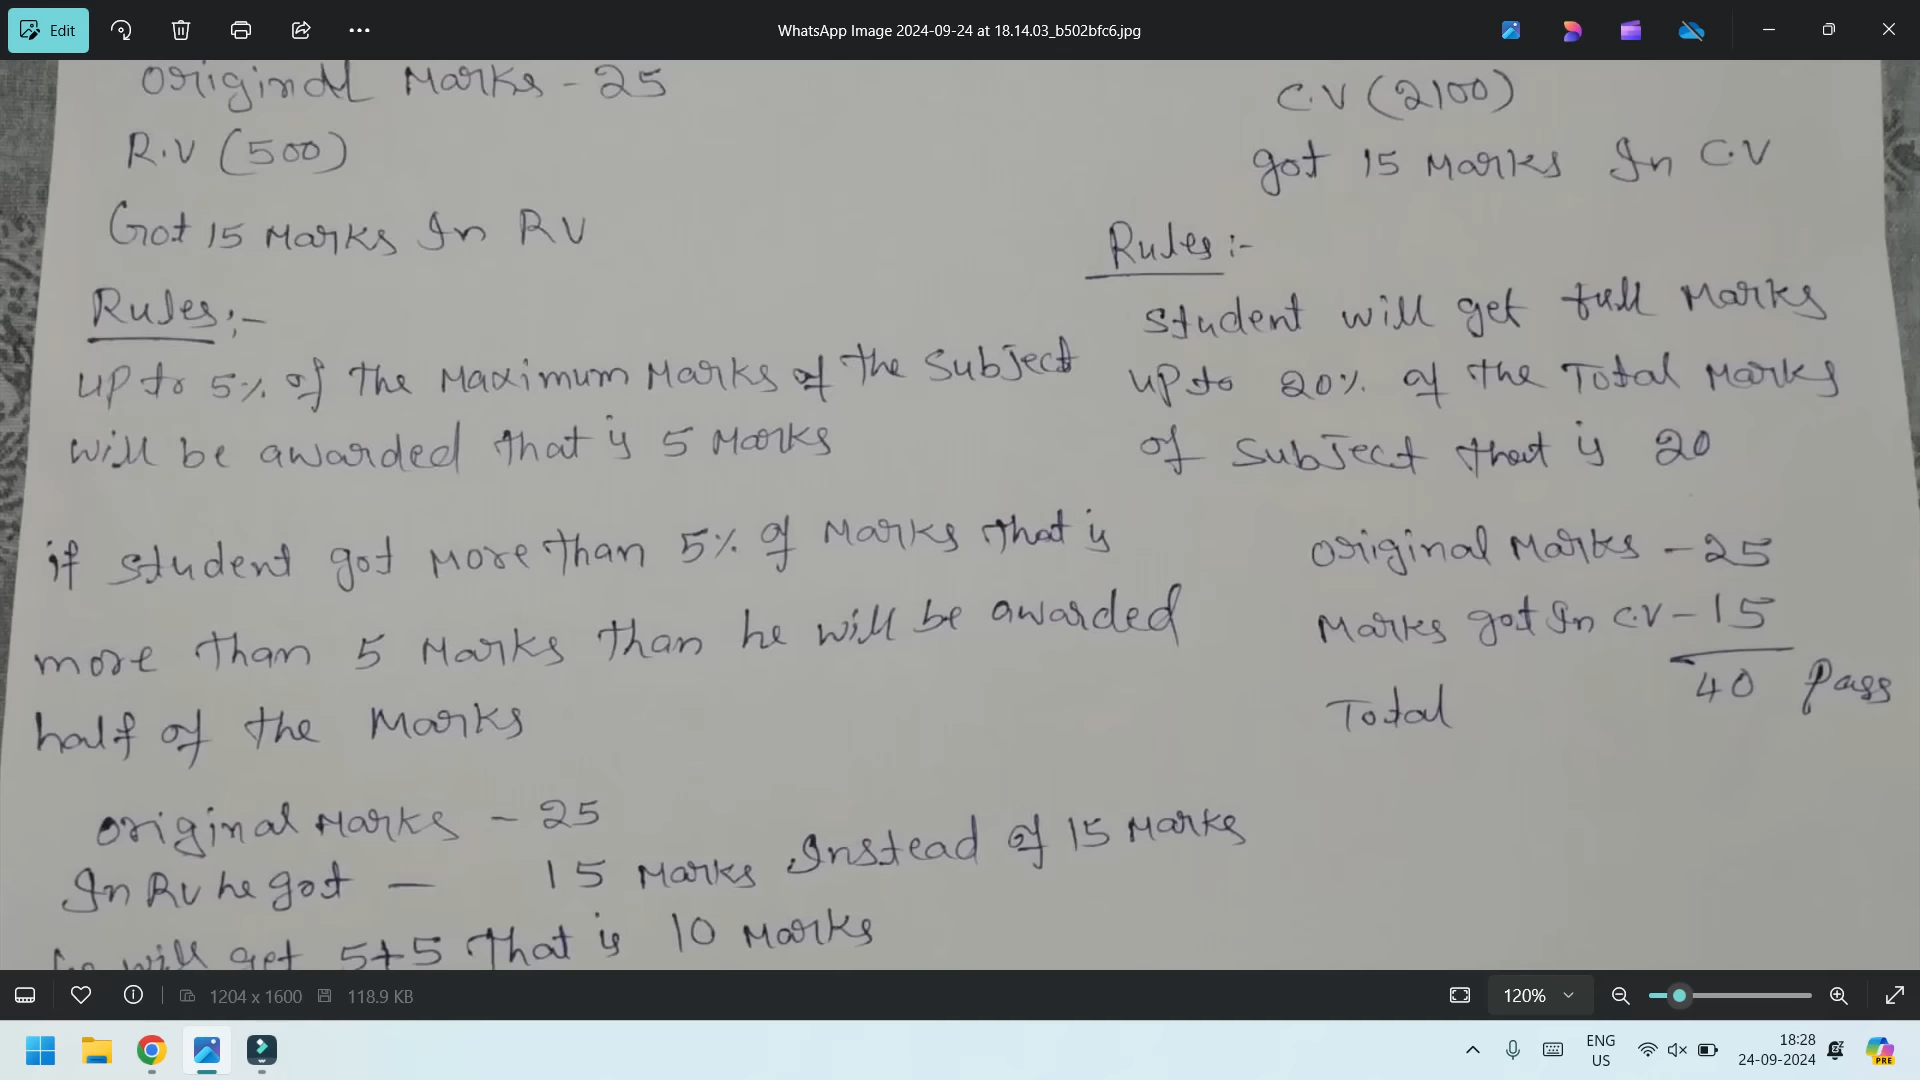 Edit
WhatsApp Image 2024-09-24 at 18.14.03_b502bfc6.jpg
Original Marks - 25
R.V (500)
Got 15 Marks In RV
Rules:-
Up to 5% of the Maximum Marks of the Subject
will be awarded that is 5 Marks
if student got more than 5% of Marks that is
more than 5 Marks than he will be awarded
half of the Marks
Original Marks - 25
In RV he got - 15 Marks Instead of 15 Marks
he will get 5+5 that is 10 Marks
C.V (2100)
got 15 Marks In C.V
Rules:-
Student will get full Marks
Up to 20% of the Total Marks
of Subject that is 20
Original Marks - 25
Marks got In C.V - 15
Total 40 Pass
1204 x 1600 118.9 KB
120%
ENG
US
18:28
24-09-2024
PRE